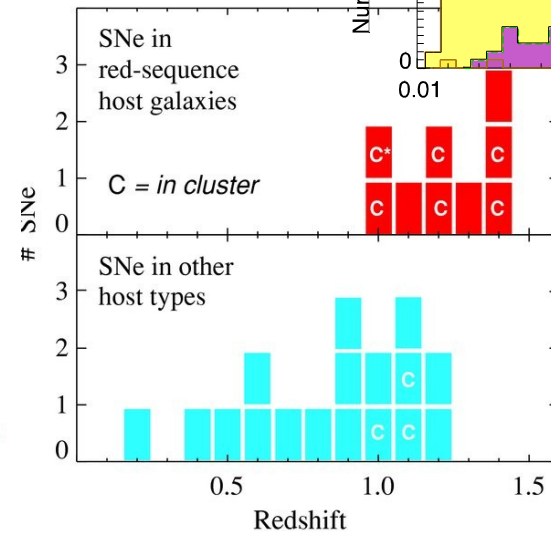 Nur
0
0.01
SNe in
red-sequence
host galaxies
C = in cluster
3
2
1
0
C* C C
C C C
# SNe
SNe in other
host types
3
2
1
0
C
C C
0.5 1.0 1.5
Redshift